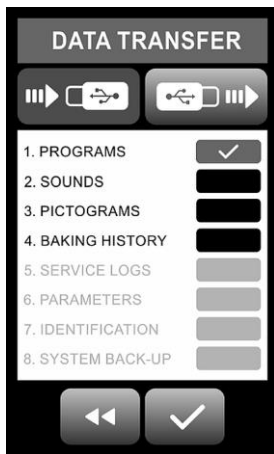 DATA TRANSFER
1. PROGRAMS
2. SOUNDS
3. PICTOGRAMS
4. BAKING HISTORY
5. SERVICE LOGS
6. PARAMETERS
7. IDENTIFICATION
8. SYSTEM BACK-UP